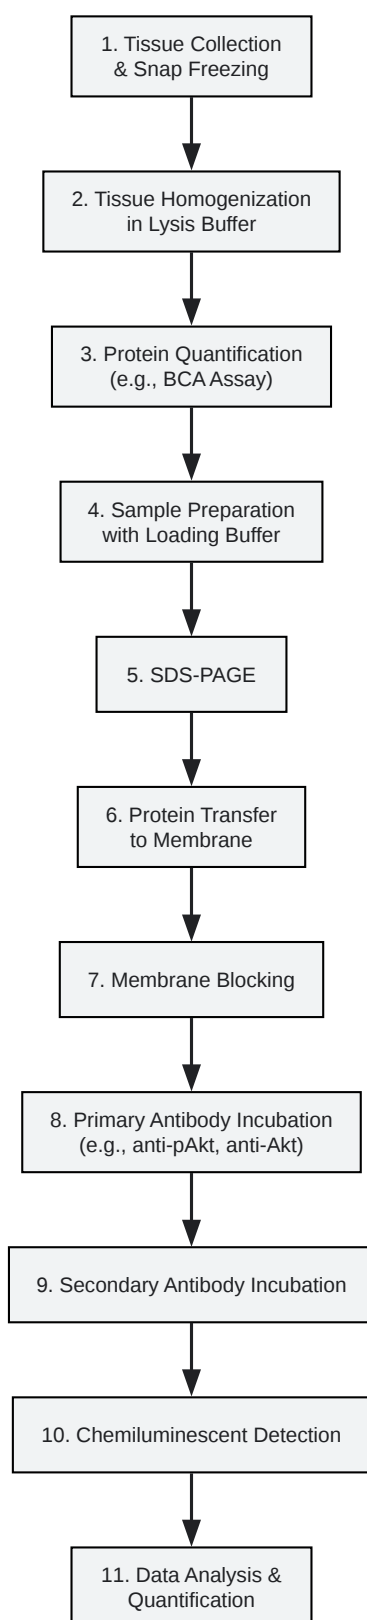 1. Tissue Collection
& Snap Freezing
2. Tissue Homogenization
in Lysis Buffer
3. Protein Quantification
(e.g., BCA Assay)
4. Sample Preparation
with Loading Buffer
5. SDS-PAGE
6. Protein Transfer
to Membrane
7. Membrane Blocking
8. Primary Antibody Incubation
(e.g., anti-pAkt, anti-Akt)
9. Secondary Antibody Incubation
10. Chemiluminescent Detection
11. Data Analysis &
Quantification